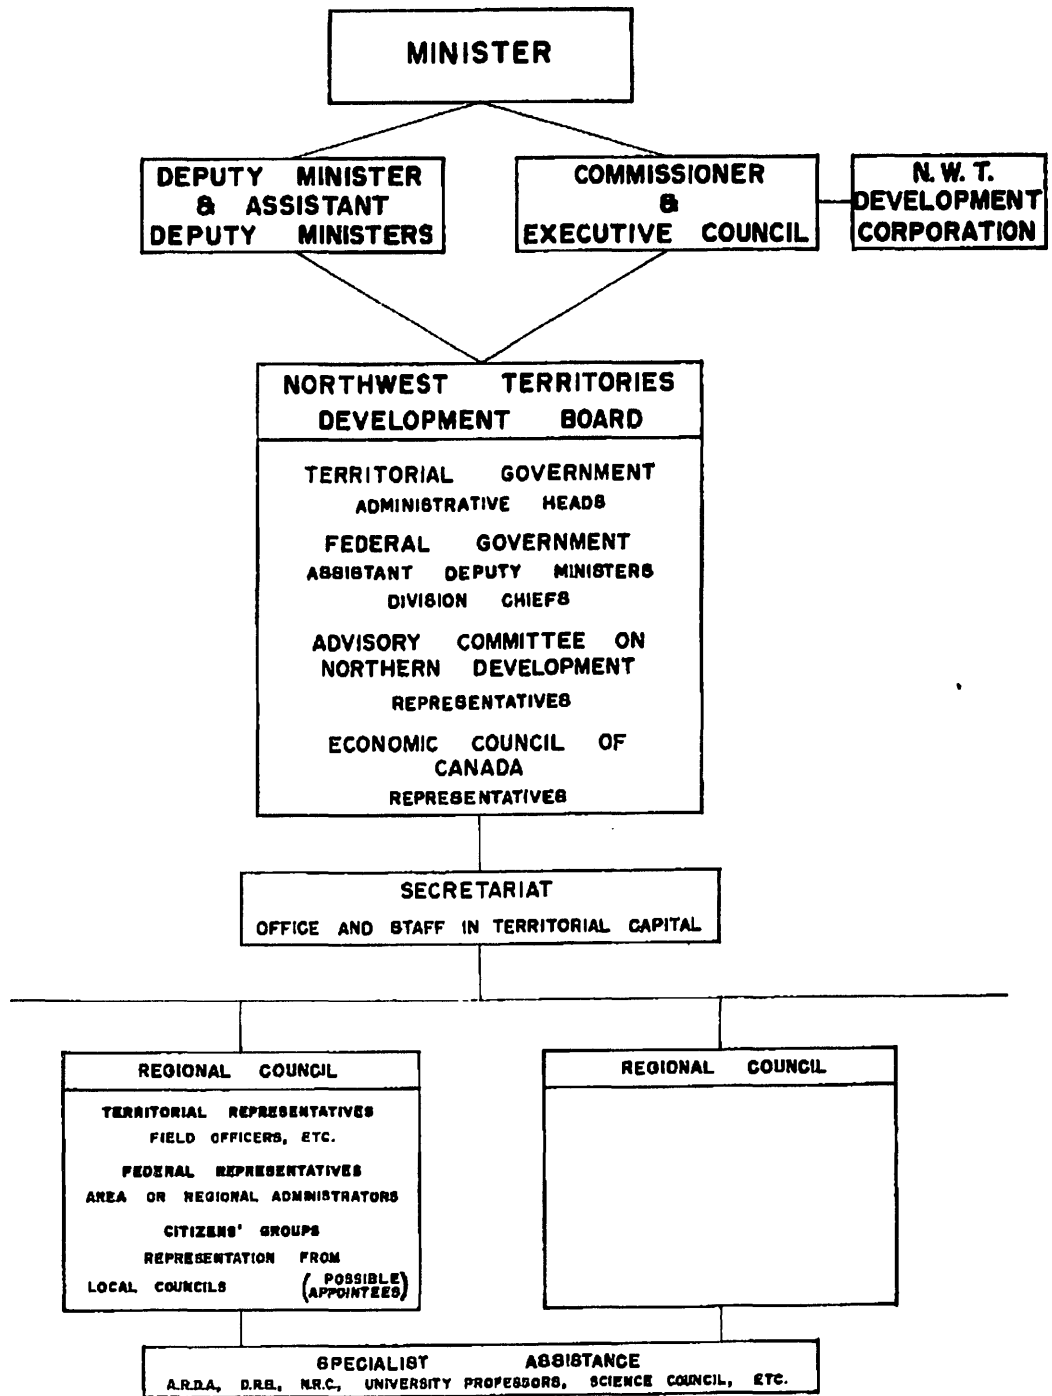 MINISTER
DEPUTY MINISTER
& ASSISTANT
DEPUTY MINISTERS
COMMISSIONER
&
EXECUTIVE COUNCIL
N. W. T.
DEVELOPMENT
CORPORATION
NORTHWEST TERRITORIES
DEVELOPMENT BOARD
TERRITORIAL GOVERNMENT
ADMINISTRATIVE HEADS
FEDERAL GOVERNMENT
ASSISTANT DEPUTY MINISTERS
DIVISION CHIEFS
ADVISORY COMMITTEE ON
NORTHERN DEVELOPMENT
REPRESENTATIVES
ECONOMIC COUNCIL OF
CANADA
REPRESENTATIVES
SECRETARIAT
OFFICE AND STAFF IN TERRITORIAL CAPITAL
REGIONAL COUNCIL
TERRITORIAL REPRESENTATIVES
FIELD OFFICERS, ETC.
FEDERAL REPRESENTATIVES
AREA OR REGIONAL ADMINISTRATORS
CITIZENS' GROUPS
REPRESENTATION FROM
LOCAL COUNCILS (POSSIBLE APPOINTEES)
REGIONAL COUNCIL
SPECIALIST ASSISTANCE
A.R.D.A., D.R.B., N.R.C., UNIVERSITY PROFESSORS, SCIENCE COUNCIL, ETC.